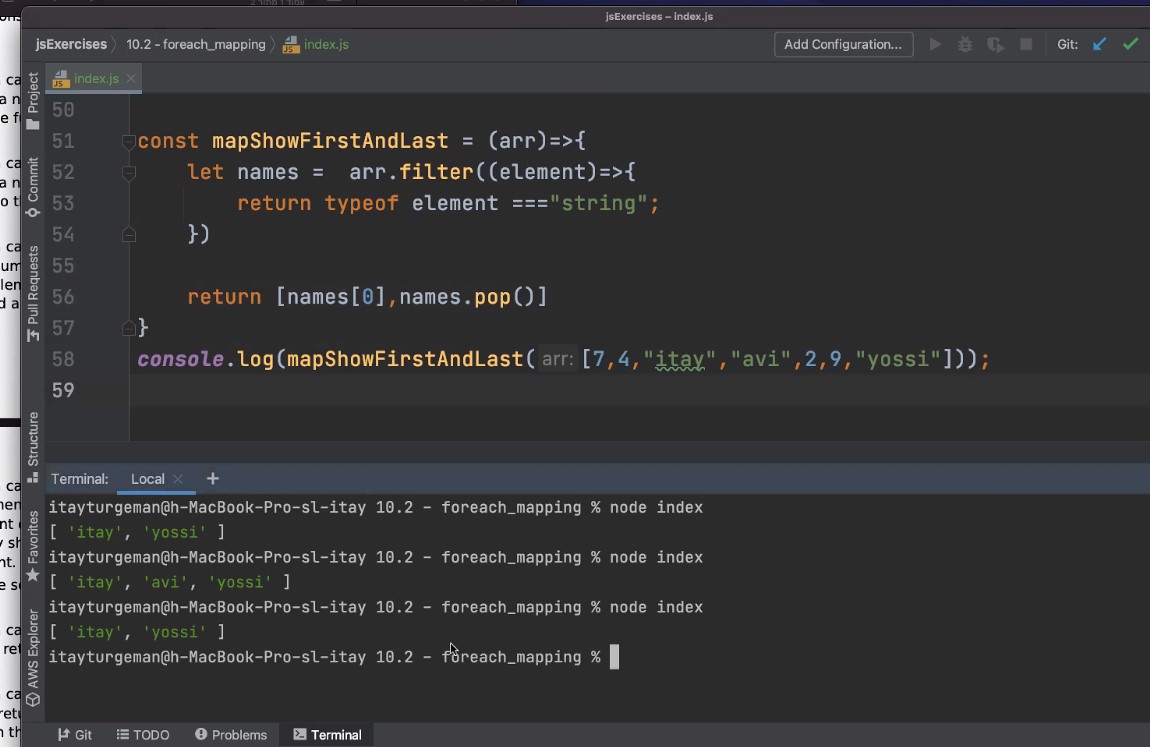 jsExercises – index.js
jsExercises 10.2 - foreach_mapping index.js
Add Configuration...
Git:
index.js
50
51 const mapShowFirstAndLast = (arr)=>{
52 let names =  arr.filter((element)=>{
53 return typeof element ==="string";
54 })
55
56 return [names[0],names.pop()]
57 }
58 console.log(mapShowFirstAndLast( arr: [7,4,"itay","avi",2,9,"yossi"]));
59
Project
Commit
Pull Requests
Structure
Favorites
AWS Explorer
Terminal: Local +
itayturgeman@h-MacBook-Pro-sl-itay 10.2 - foreach_mapping % node index
[ 'itay', 'yossi' ]
itayturgeman@h-MacBook-Pro-sl-itay 10.2 - foreach_mapping % node index
[ 'itay', 'avi', 'yossi' ]
itayturgeman@h-MacBook-Pro-sl-itay 10.2 - foreach_mapping % node index
[ 'itay', 'yossi' ]
itayturgeman@h-MacBook-Pro-sl-itay 10.2 - foreach_mapping %
Git TODO Problems Terminal